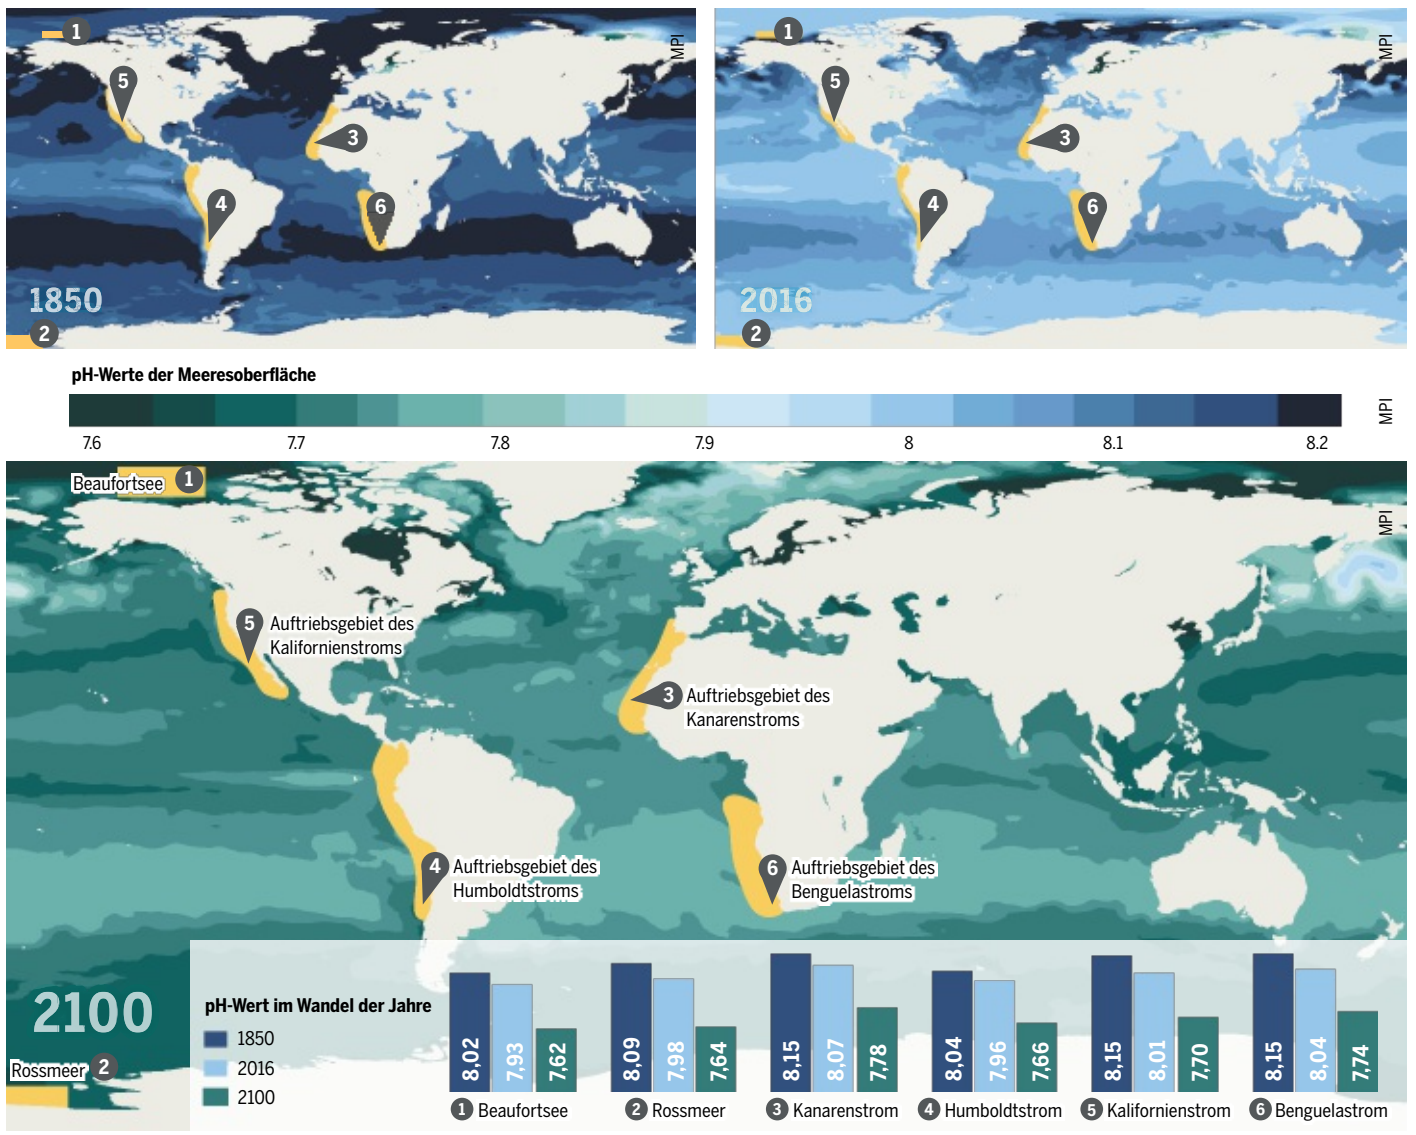 1
MPI
5
3
4
6
1850
2
1
MPI
5
3
4
6
2016
2
pH-Werte der Meeresoberfläche
7.6 7.7 7.8 7.9 8 8.1 8.2
MPI
Beaufortsee 1
MPI
5 Auftriebsgebiet des
Kalifornienstroms
3 Auftriebsgebiet des
Kanarenstroms
4 Auftriebsgebiet des
Humboldtstroms
6 Auftriebsgebiet des
Benguelastroms
2100
Rossmeer 2
pH-Wert im Wandel der Jahre
1850
2016
2100
8,02 7,93 7,62
1 Beaufortsee
8,09 7,98 7,64
2 Rossmeer
8,15 8,07 7,78
3 Kanarenstrom
8,04 7,96 7,66
4 Humboldtstrom
8,15 8,01 7,70
5 Kalifornienstrom
8,15 8,04 7,74
6 Benguelastrom